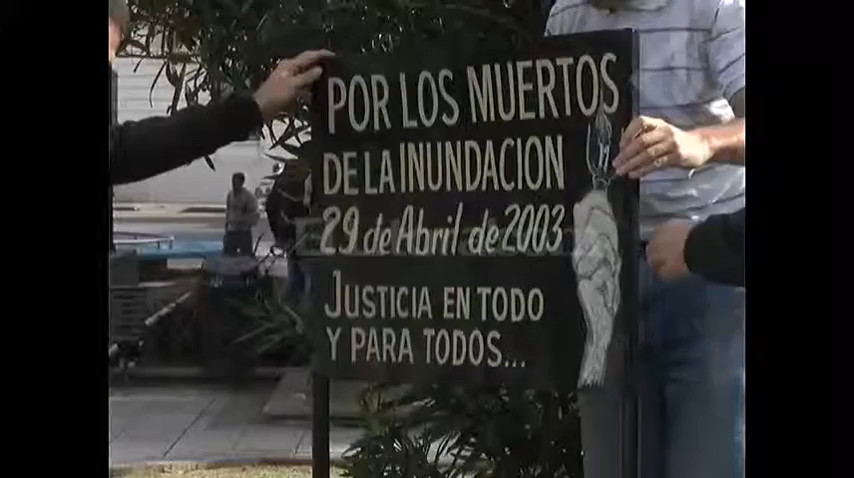 POR LOS MUERTOS
DE LA INUNDACION
29 de Abril de 2003
JUSTICIA EN TODO
Y PARA TODOS...